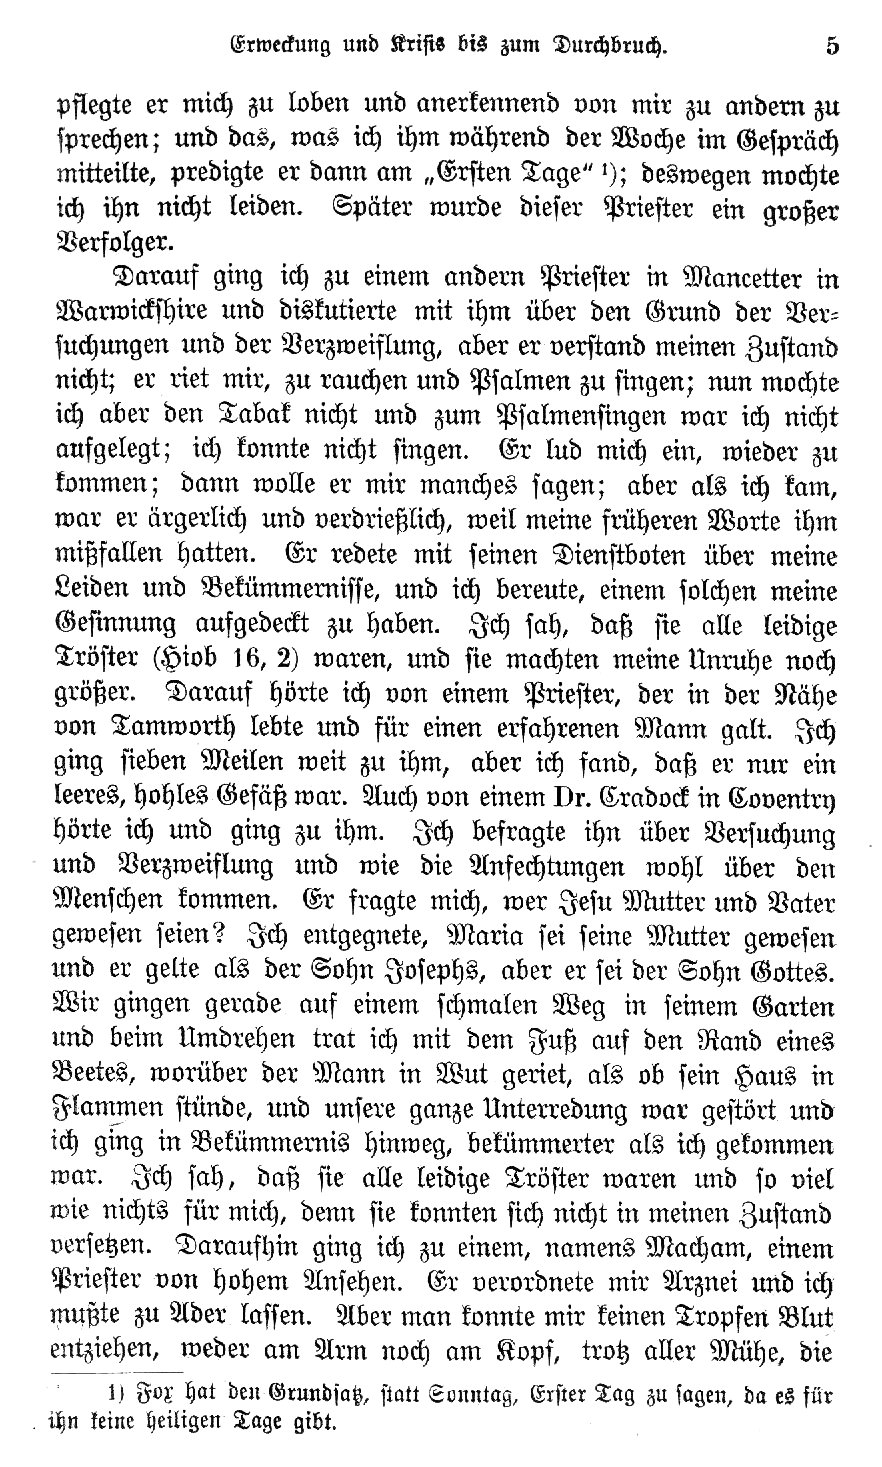 Erweckung und Krisis bis zum Durchbruch. 5
pflegte er mich zu loben und anerkennend von mir zu andern zu
sprechen; und das, was ich ihm während der Woche im Gespräch
mitteilte, predigte er dann am „Ersten Tage“ 1); deswegen mochte
ich ihn nicht leiden. Später wurde dieser Priester ein großer
Verfolger.
Darauf ging ich zu einem andern Priester in Mancetter in
Warwickshire und diskutierte mit ihm über den Grund der Ver-
suchungen und der Verzweiflung, aber er verstand meinen Zustand
nicht; er riet mir, zu rauchen und Psalmen zu singen; nun mochte
ich aber den Tabak nicht und zum Psalmensingen war ich nicht
aufgelegt; ich konnte nicht singen. Er lud mich ein, wieder zu
kommen; dann wolle er mir manches sagen; aber als ich kam,
war er ärgerlich und verdrießlich, weil meine früheren Worte ihm
mißfallen hatten. Er redete mit seinen Dienstboten über meine
Leiden und Bekümmernisse, und ich bereute, einem solchen meine
Gesinnung aufgedeckt zu haben. Ich sah, daß sie alle leidige
Tröster (Hiob 16, 2) waren, und sie machten meine Unruhe noch
größer. Darauf hörte ich von einem Priester, der in der Nähe
von Tamworth lebte und für einen erfahrenen Mann galt. Ich
ging sieben Meilen weit zu ihm, aber ich fand, daß er nur ein
leeres, hohles Gefäß war. Auch von einem Dr. Cradock in Coventry
hörte ich und ging zu ihm. Ich befragte ihn über Versuchung
und Verzweiflung und wie die Anfechtungen wohl über den
Menschen kommen. Er fragte mich, wer Jesu Mutter und Vater
gewesen seien? Ich entgegnete, Maria sei seine Mutter gewesen
und er gelte als der Sohn Josephs, aber er sei der Sohn Gottes.
Wir gingen gerade auf einem schmalen Weg in seinem Garten
und beim Umdrehen trat ich mit dem Fuß auf den Rand eines
Beetes, worüber der Mann in Wut geriet, als ob sein Haus in
Flammen stünde, und unsere ganze Unterredung war gestört und
ich ging in Bekümmernis hinweg, bekümmerter als ich gekommen
war. Ich sah, daß sie alle leidige Tröster waren und so viel
wie nichts für mich, denn sie konnten sich nicht in meinen Zustand
versetzen. Daraufhin ging ich zu einem, namens Macham, einem
Priester von hohem Ansehen. Er verordnete mir Arznei und ich
mußte zu Ader lassen. Aber man konnte mir keinen Tropfen Blut
entziehen, weder am Arm noch am Kopf, trotz aller Mühe, die
1) Fox hat den Grundsatz, statt Sonntag, Erster Tag zu sagen, da es für
ihn keine heiligen Tage gibt.